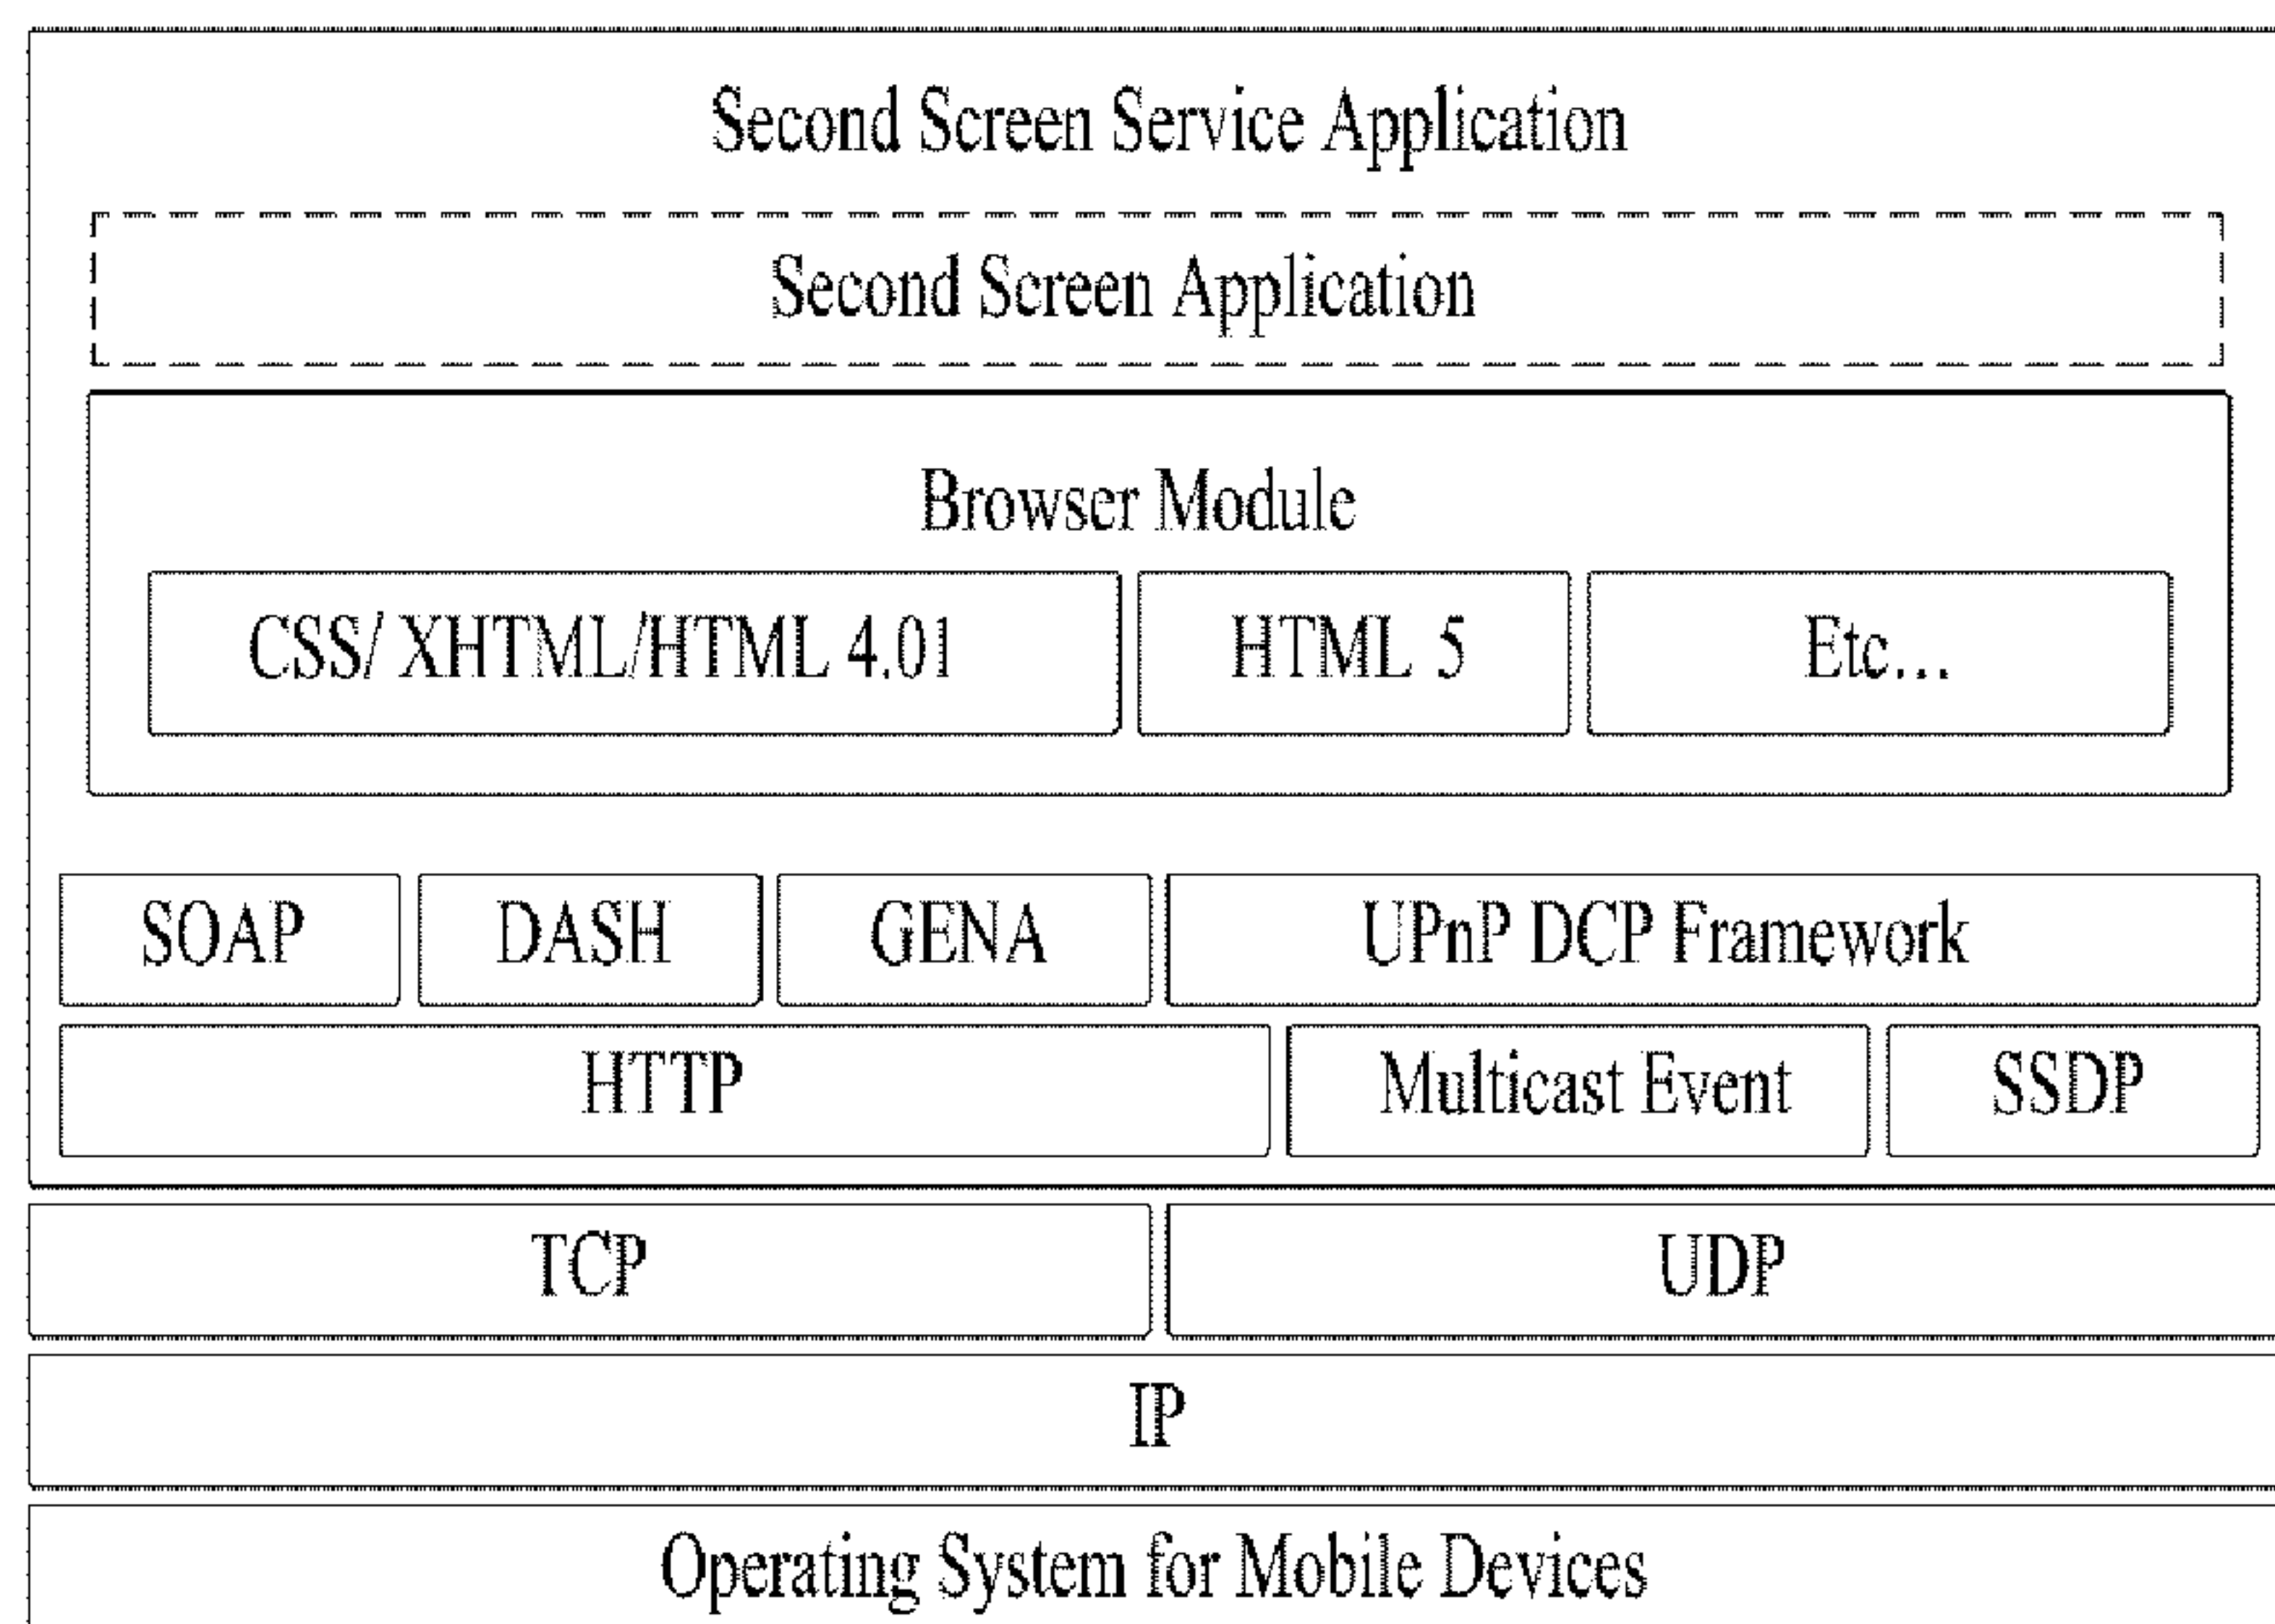 Second Screen Service Application
Second Screen Application
Browser Module
CSS/ XHTML/HTML 4.01
HTML 5
Etc...
SOAP
DASH
GENA
UPnP DCP Framework
HTTP
Multicast Event
SSDP
TCP
UDP
IP
Operating System for Mobile Devices